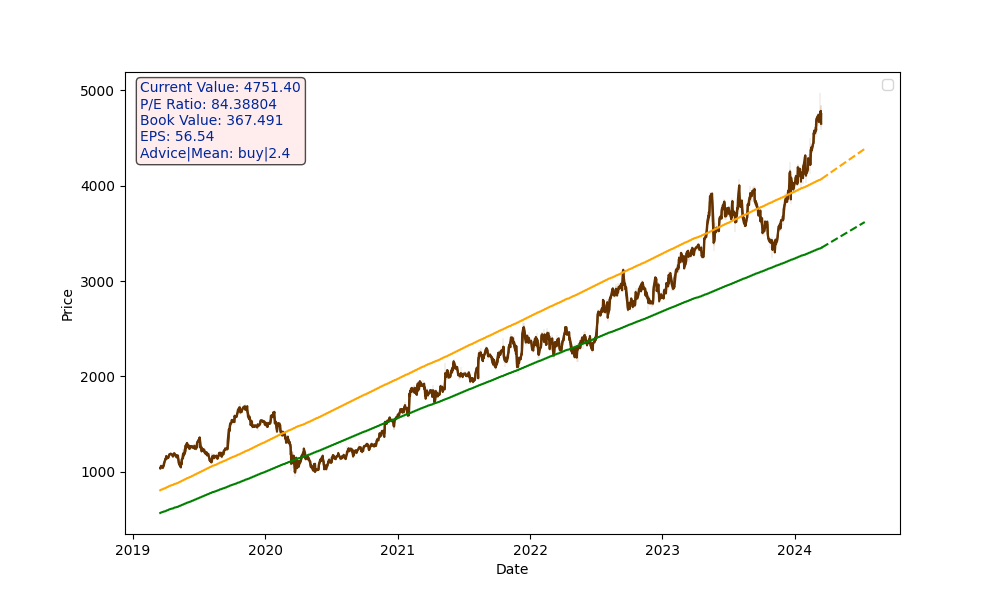 Current Value: 4751.40
P/E Ratio: 84.38804
Book Value: 367.491
EPS: 56.54
Advice|Mean: buy|2.4
5000
4000
3000
2000
1000
Price
2019 2020 2021 2022 2023 2024
Date